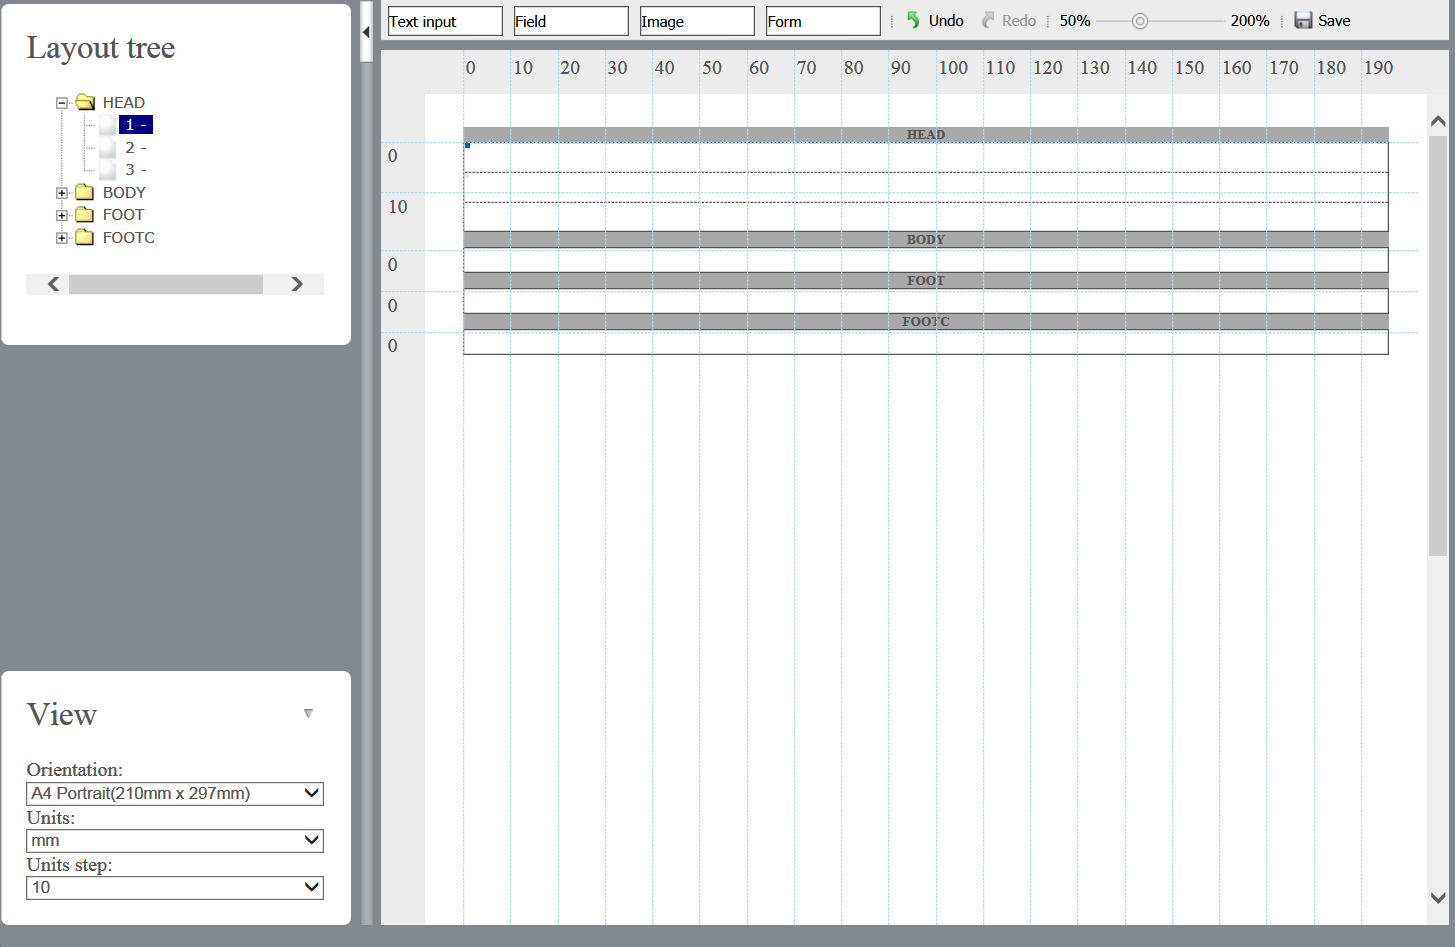 Layout tree
HEAD
1 -
2 -
3 -
BODY
FOOT
FOOTC
View
Orientation:
A4 Portrait(210mm x 297mm)
Units:
mm
Units step:
10
Text input Field Image Form Undo Redo 50% 200% Save
0 10 20 30 40 50 60 70 80 90 100 110 120 130 140 150 160 170 180 190
HEAD
0
10
BODY
0
FOOT
0
FOOTC
0